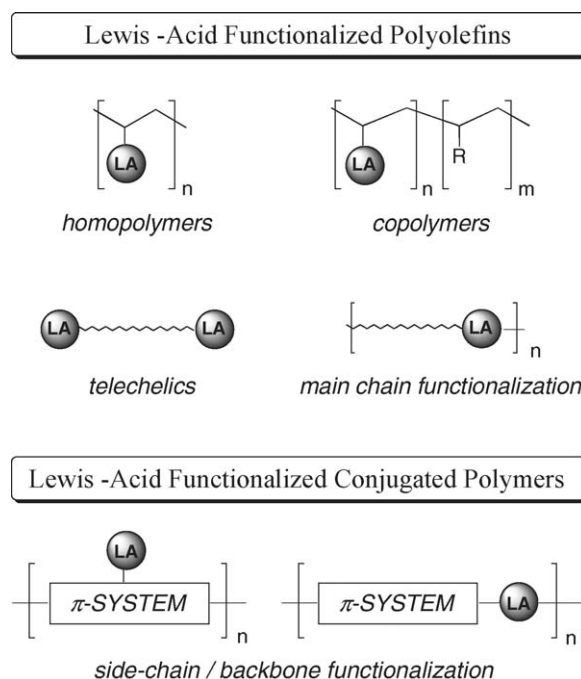 Lewis -Acid Functionalized Polyolefins
LA
n
LA
R
n
m
homopolymers
copolymers
LA
LA
LA
n
telechelics
main chain functionalization
Lewis -Acid Functionalized Conjugated Polymers
LA
π-SYSTEM
n
π-SYSTEM
LA
n
side-chain / backbone functionalization